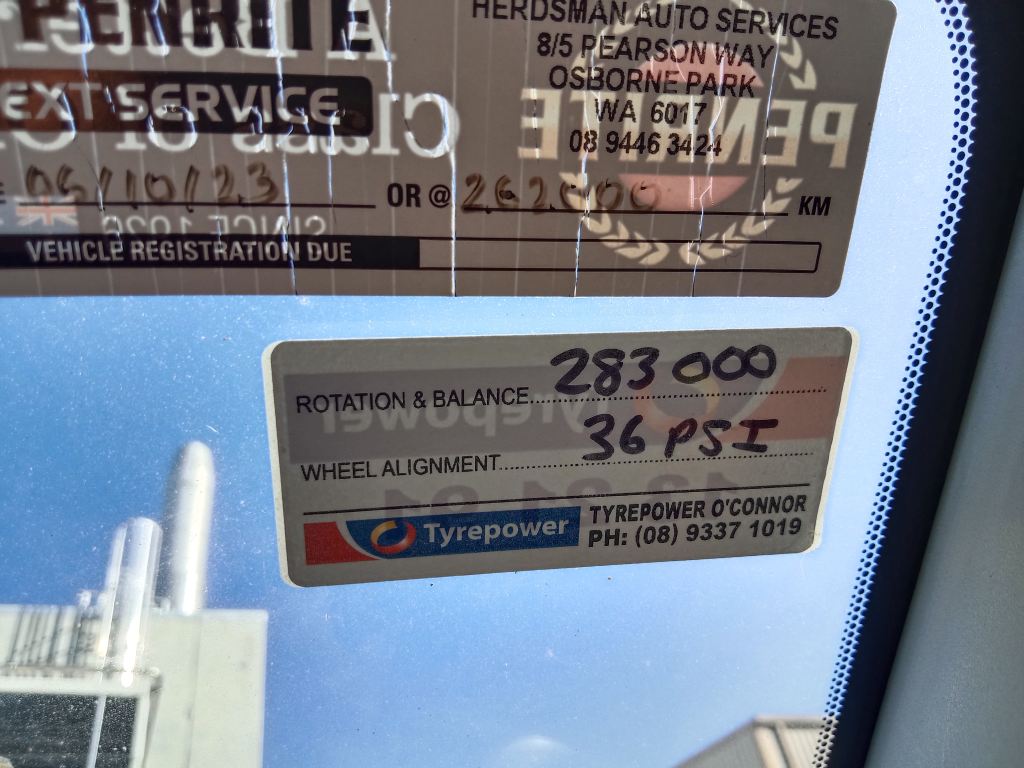 PENRITE
HERDSMAN AUTO SERVICES
8/5 PEARSON WAY
OSBORNE PARK
WA 6017
08 9446 3424
EXT SERVICE
05/10/23 OR @ 262000 KM
VEHICLE REGISTRATION DUE
ROTATION & BALANCE 283 000
WHEEL ALIGNMENT 36 PSI
Tyrepower
TYREPOWER O'CONNOR
PH: (08) 9337 1019